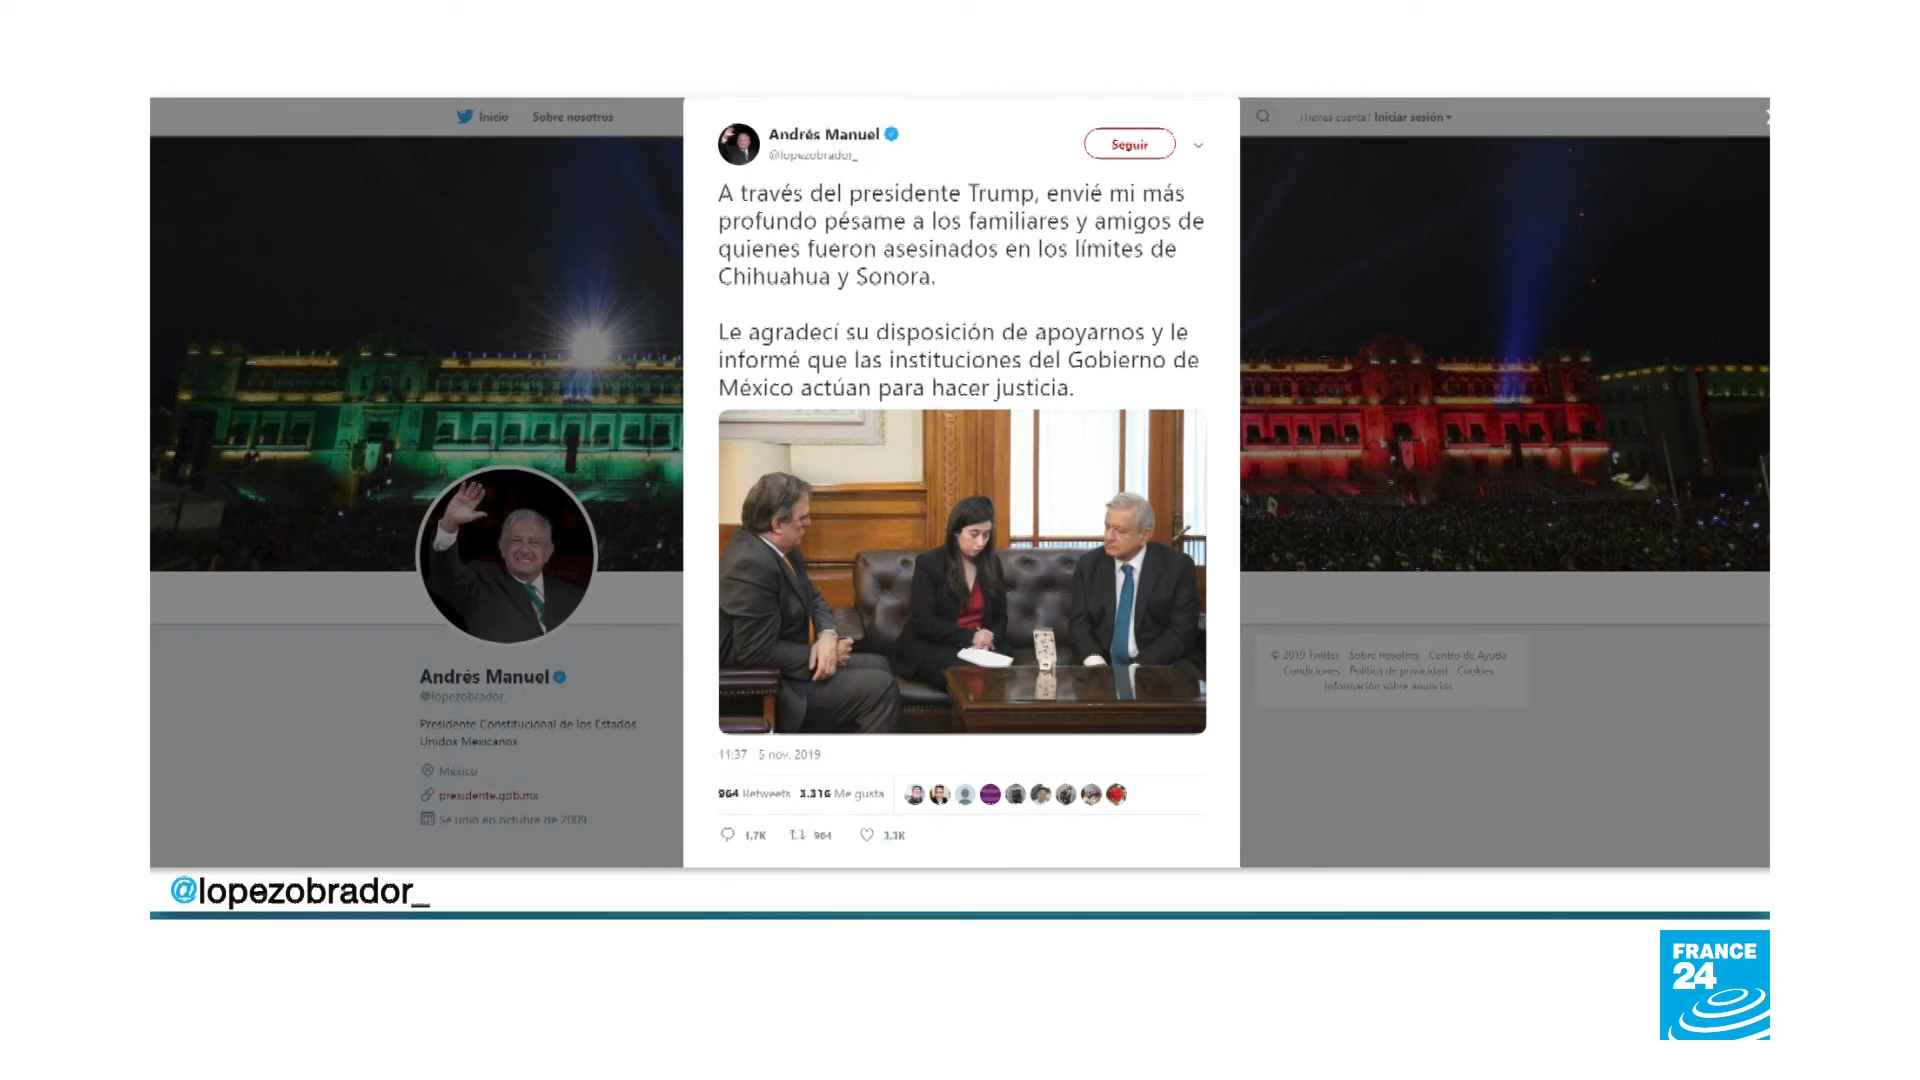 Inicio Sobre nosotros
¿Tienes cuenta? Iniciar sesión
Andrés Manuel
@lopezobrador_
Seguir
A través del presidente Trump, envié mi más
profundo pésame a los familiares y amigos de
quienes fueron asesinados en los límites de
Chihuahua y Sonora.
Le agradecí su disposición de apoyarnos y le
informé que las instituciones del Gobierno de
México actúan para hacer justicia.
11:37 5 nov. 2019
964 Retweets 3.316 Me gusta
1,7K 964 3,3K
Andrés Manuel
@lopezobrador_
Presidente Constitucional de los Estados
Unidos Mexicanos
México
presidente.gob.mx
Se unió en octubre de 2009
© 2019 Twitter Sobre nosotros Centro de Ayuda
Condiciones Política de privacidad Cookies
Información sobre anuncios
@lopezobrador_
FRANCE
24